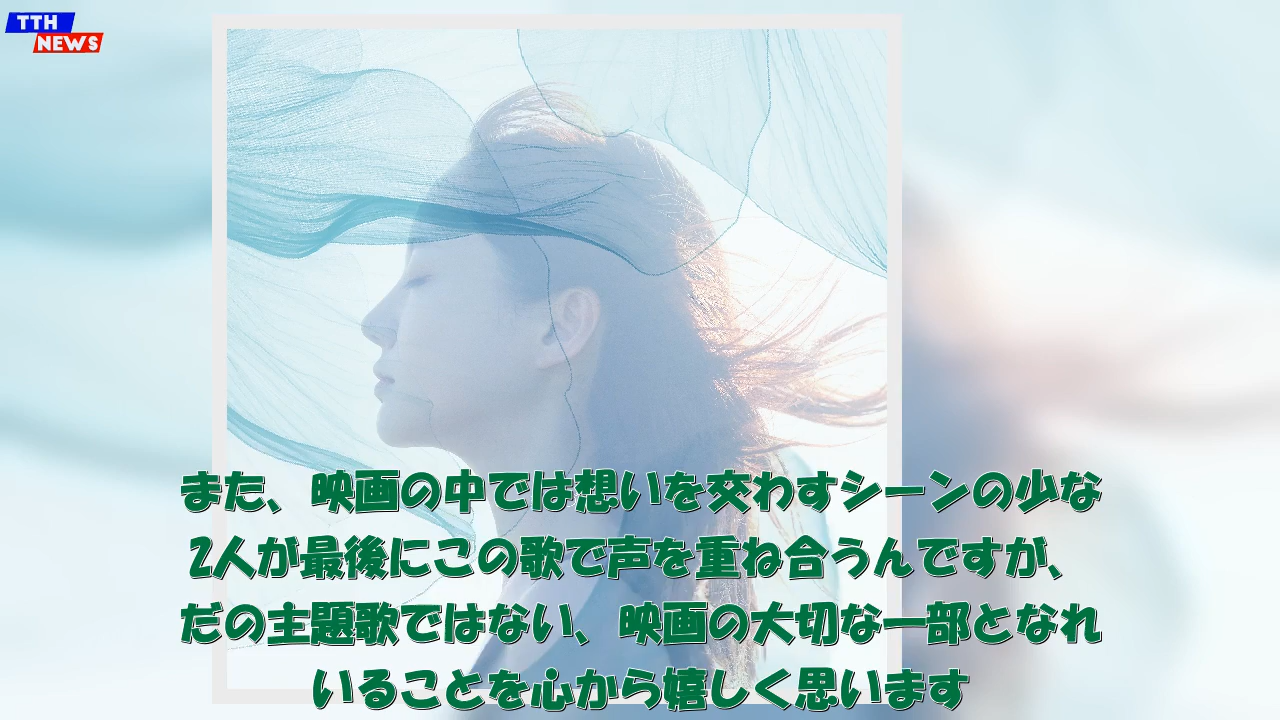 TTH
NEWS
また、映画の中では想いを交わすシーンの少な
2人が最後にこの歌で声を重ね合うんですが、
だの主題歌ではない、映画の大切な一部となれ
いることを心から嬉しく思います